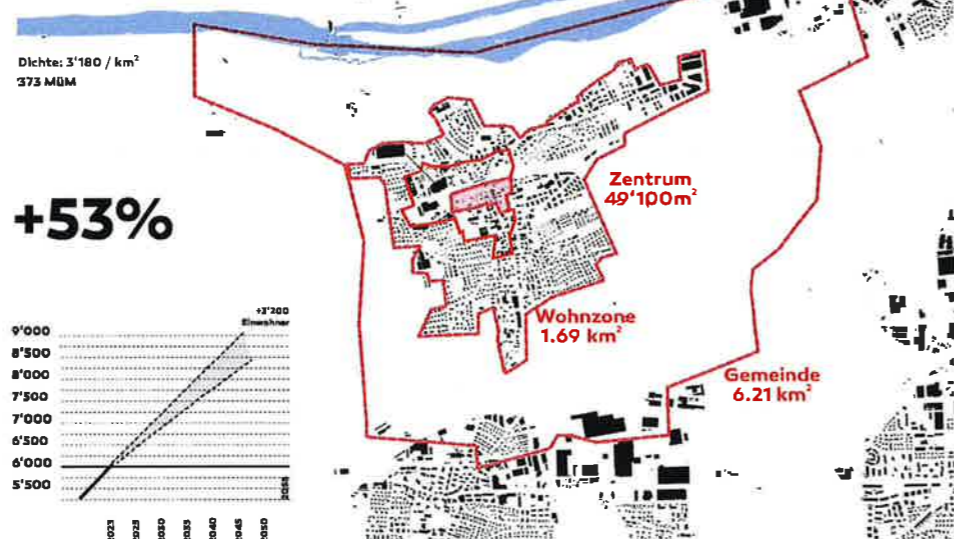 Dichte: 3'180 / km²
373 MüM
+53%
Zentrum
49'100m²
Wohnzone
1.69 km²
Gemeinde
6.21 km²
+3'200
Einwohner
9'000
8'500
8'000
7'500
7'000
6'500
6'000
5'500
2023
2025
2030
2035
2040
2045
2050
2055